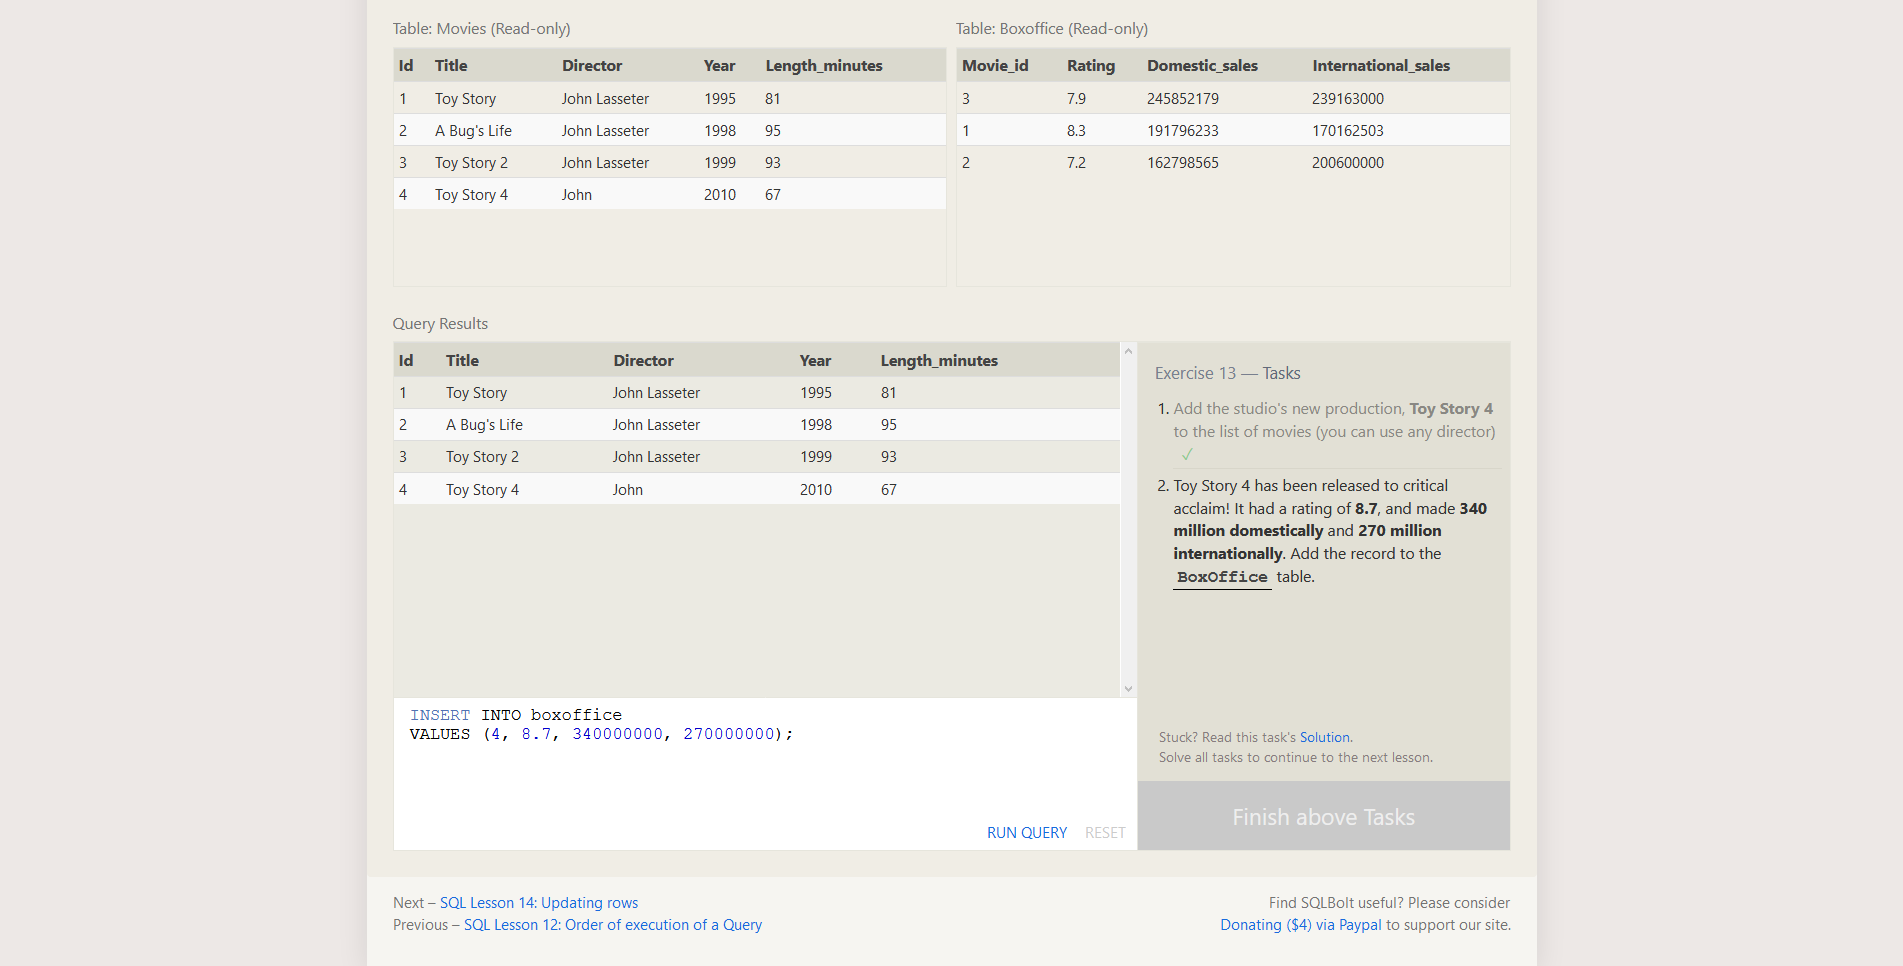 Table: Movies (Read-only)
Id Title Director Year Length_minutes
1 Toy Story John Lasseter 1995 81
2 A Bug's Life John Lasseter 1998 95
3 Toy Story 2 John Lasseter 1999 93
4 Toy Story 4 John 2010 67
Table: Boxoffice (Read-only)
Movie_id Rating Domestic_sales International_sales
3 7.9 245852179 239163000
1 8.3 191796233 170162503
2 7.2 162798565 200600000
Query Results
Id Title Director Year Length_minutes
1 Toy Story John Lasseter 1995 81
2 A Bug's Life John Lasseter 1998 95
3 Toy Story 2 John Lasseter 1999 93
4 Toy Story 4 John 2010 67
INSERT INTO boxoffice
VALUES (4, 8.7, 340000000, 270000000);
RUN QUERY RESET
Exercise 13 — Tasks
1. Add the studio's new production, Toy Story 4
to the list of movies (you can use any director)
✓
2. Toy Story 4 has been released to critical
acclaim! It had a rating of 8.7, and made 340
million domestically and 270 million
internationally. Add the record to the
BoxOffice table.
Stuck? Read this task's Solution.
Solve all tasks to continue to the next lesson.
Finish above Tasks
Next – SQL Lesson 14: Updating rows
Previous – SQL Lesson 12: Order of execution of a Query
Find SQLBolt useful? Please consider
Donating ($4) via Paypal to support our site.